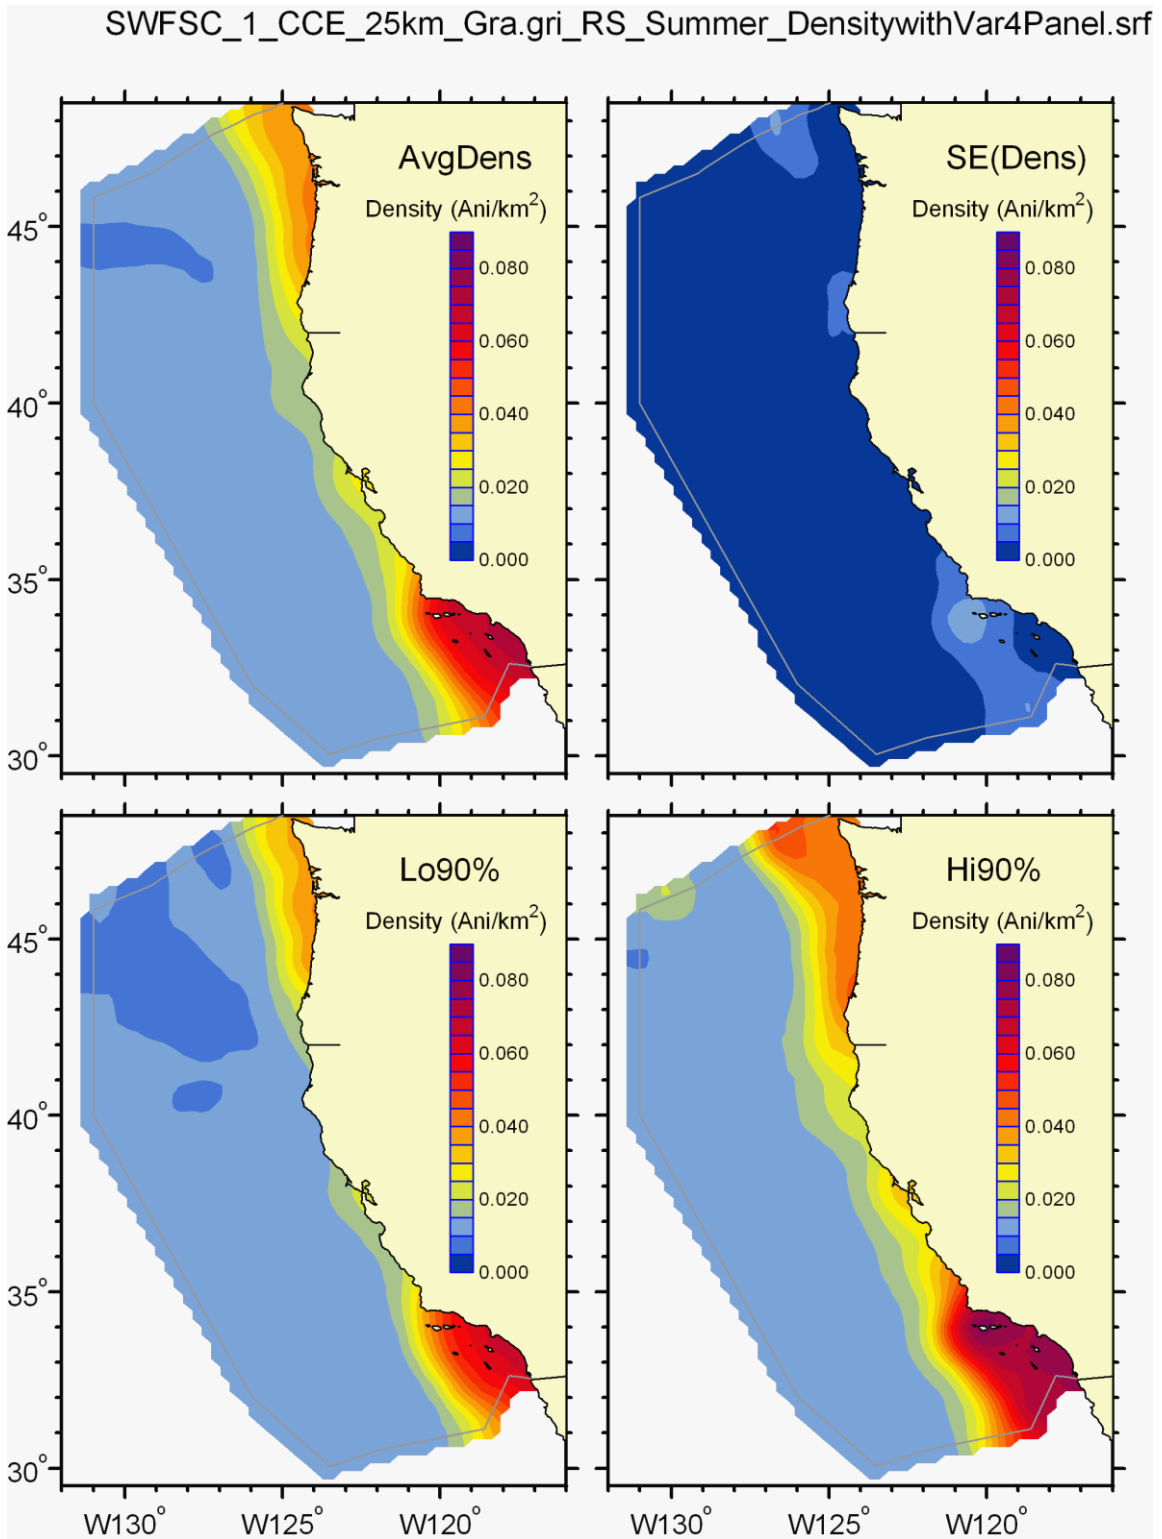 SWFSC_1_CCE_25km_Gra.gri_RS_Summer_DensitywithVar4Panel.srf
AvgDens
Density (Ani/km²)
0.080
0.060
0.040
0.020
0.000
45°
40°
35°
30°
SE(Dens)
Density (Ani/km²)
0.080
0.060
0.040
0.020
0.000
Lo90%
Density (Ani/km²)
0.080
0.060
0.040
0.020
0.000
45°
40°
35°
30°
W130° W125° W120°
Hi90%
Density (Ani/km²)
0.080
0.060
0.040
0.020
0.000
W130° W125° W120°